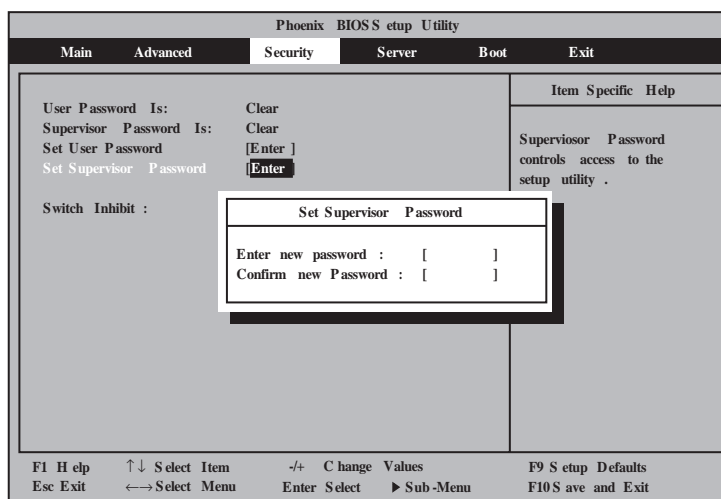 Phoenix BIOS Setup Utility
Main Advanced Security Server Boot Exit
Item Specific Help
User Password Is: Clear
Supervisor Password Is: Clear
Set User Password [Enter ]
Set Supervisor Password [Enter ]
Switch Inhibit :
Superviosor Password
controls access to the
setup utility .
Set Supervisor Password
Enter new password : [ ]
Confirm new Password : [ ]
F1 Help ↑↓ Select Item -/+ Change Values F9 Setup Defaults
Esc Exit ←→ Select Menu Enter Select ▶ Sub-Menu F10 Save and Exit